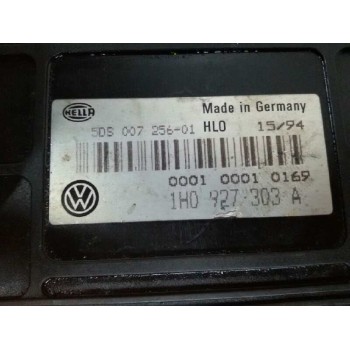 HELLA
Made in Germany
5DS 007 256-01 HLO 15/94
0001 0001 0169
1H0 927 303 A